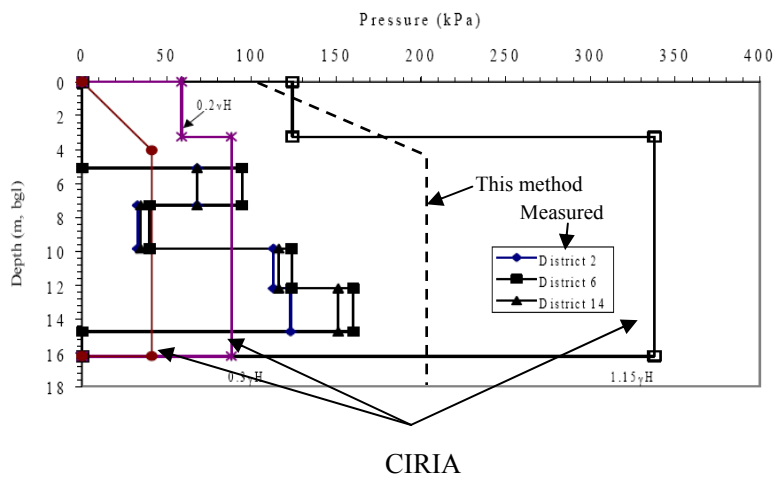 Pressure (kPa)
0 50 100 150 200 250 300 350 400
0
2
4
6
8
10
12
14
16
18
Depth (m, bgl)
0.2γH
This method
Measured
District 2
District 6
District 14
0.3γH
1.15γH
CIRIA